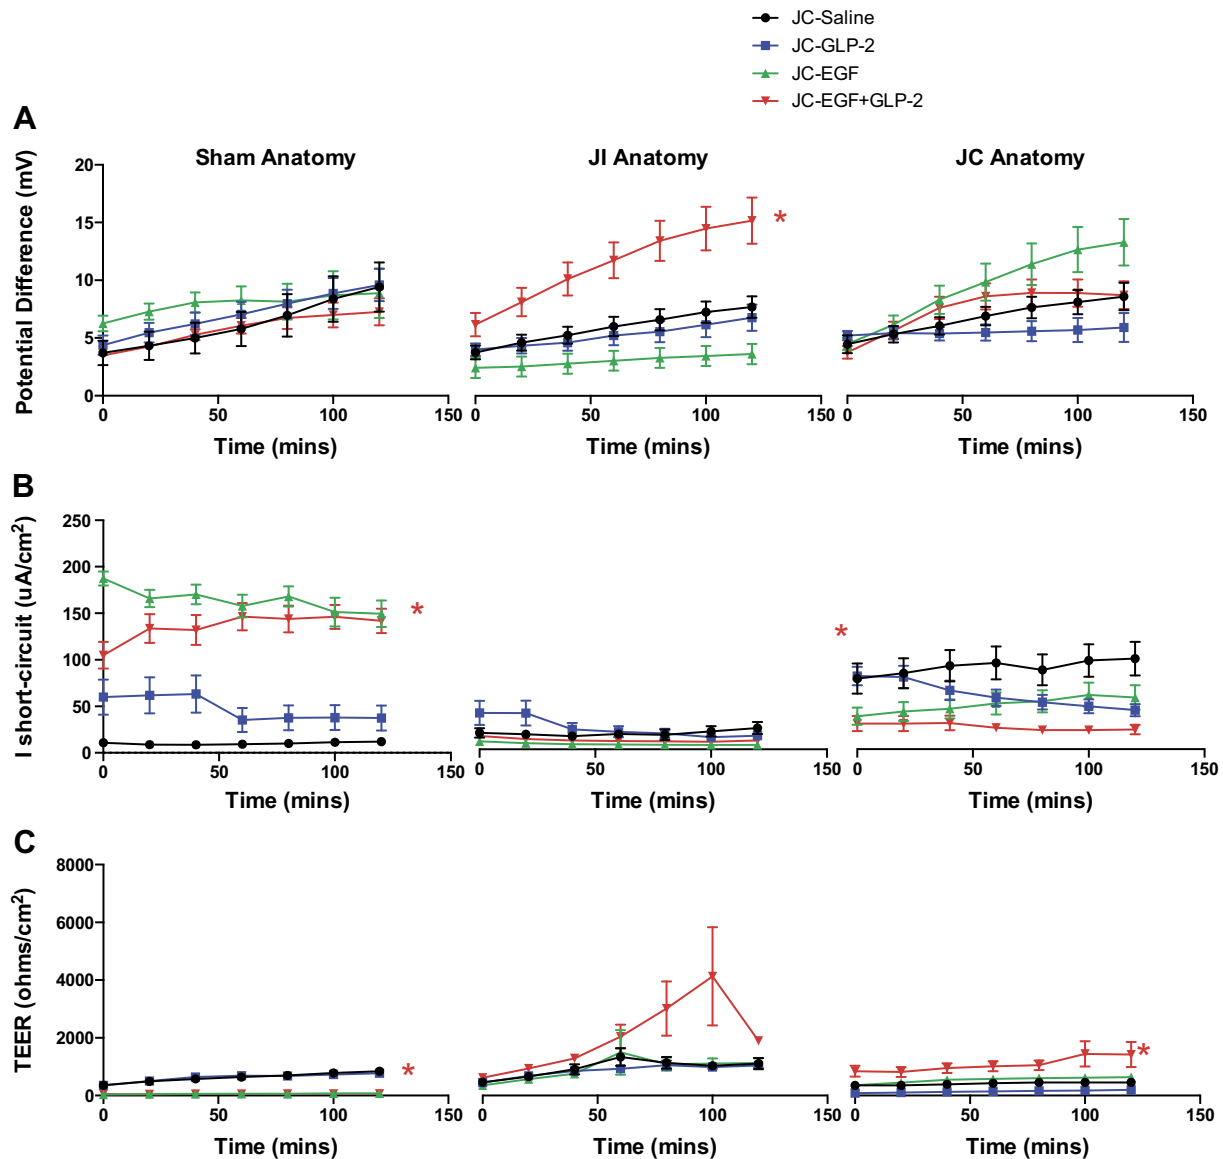 JC-Saline
JC-GLP-2
JC-EGF
JC-EGF+GLP-2
A
Sham Anatomy JI Anatomy JC Anatomy
Potential Difference (mV)
20
15
10
5
0
*
0 50 100 150 0 50 100 150 0 50 100 150
Time (mins) Time (mins) Time (mins)
B
I short-circuit (uA/cm²)
250
200
150
100
50
0
* *
0 50 100 150 0 50 100 150 0 50 100 150
Time (mins) Time (mins) Time (mins)
C
TEER (ohms/cm²)
8000
6000
4000
2000
0
* *
0 50 100 150 0 50 100 150 0 50 100 150
Time (mins) Time (mins) Time (mins)